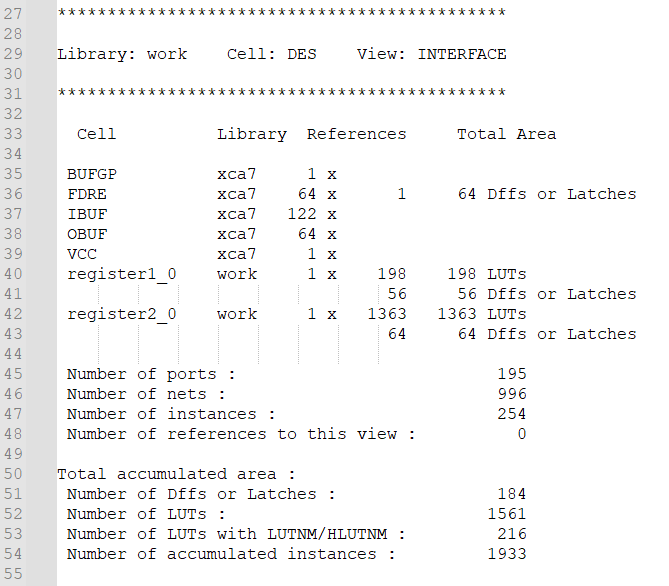 27 *********************************************
28
29 Library: work    Cell: DES    View: INTERFACE
30
31 *********************************************
32
33   Cell          Library  References     Total Area
34
35  BUFGP          xca7     1 x
36  FDRE           xca7    64 x      1     64 Dffs or Latches
37  IBUF           xca7   122 x
38  OBUF           xca7    64 x
39  VCC            xca7     1 x
40  register1_0    work     1 x    198    198 LUTs
41                                  56     56 Dffs or Latches
42  register2_0    work     1 x   1363   1363 LUTs
43                                  64     64 Dffs or Latches
44
45  Number of ports :                          195
46  Number of nets :                           996
47  Number of instances :                      254
48  Number of references to this view :          0
49
50 Total accumulated area :
51  Number of Dffs or Latches :                184
52  Number of LUTs :                          1561
53  Number of LUTs with LUTNM/HLUTNM :         216
54  Number of accumulated instances :         1933
55